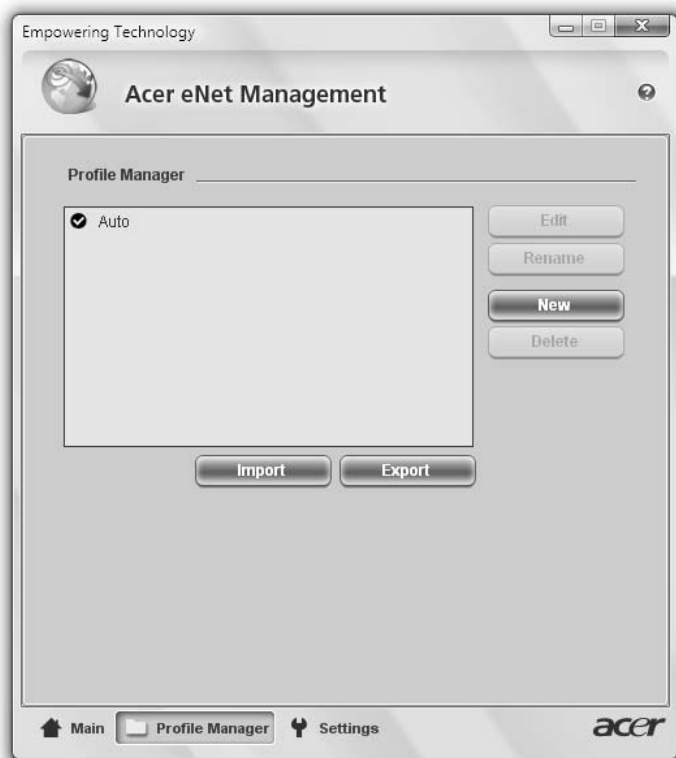 Empowering Technology
Acer eNet Management
Profile Manager
Auto
Edit
Rename
New
Delete
Import
Export
Main
Profile Manager
Settings
acer